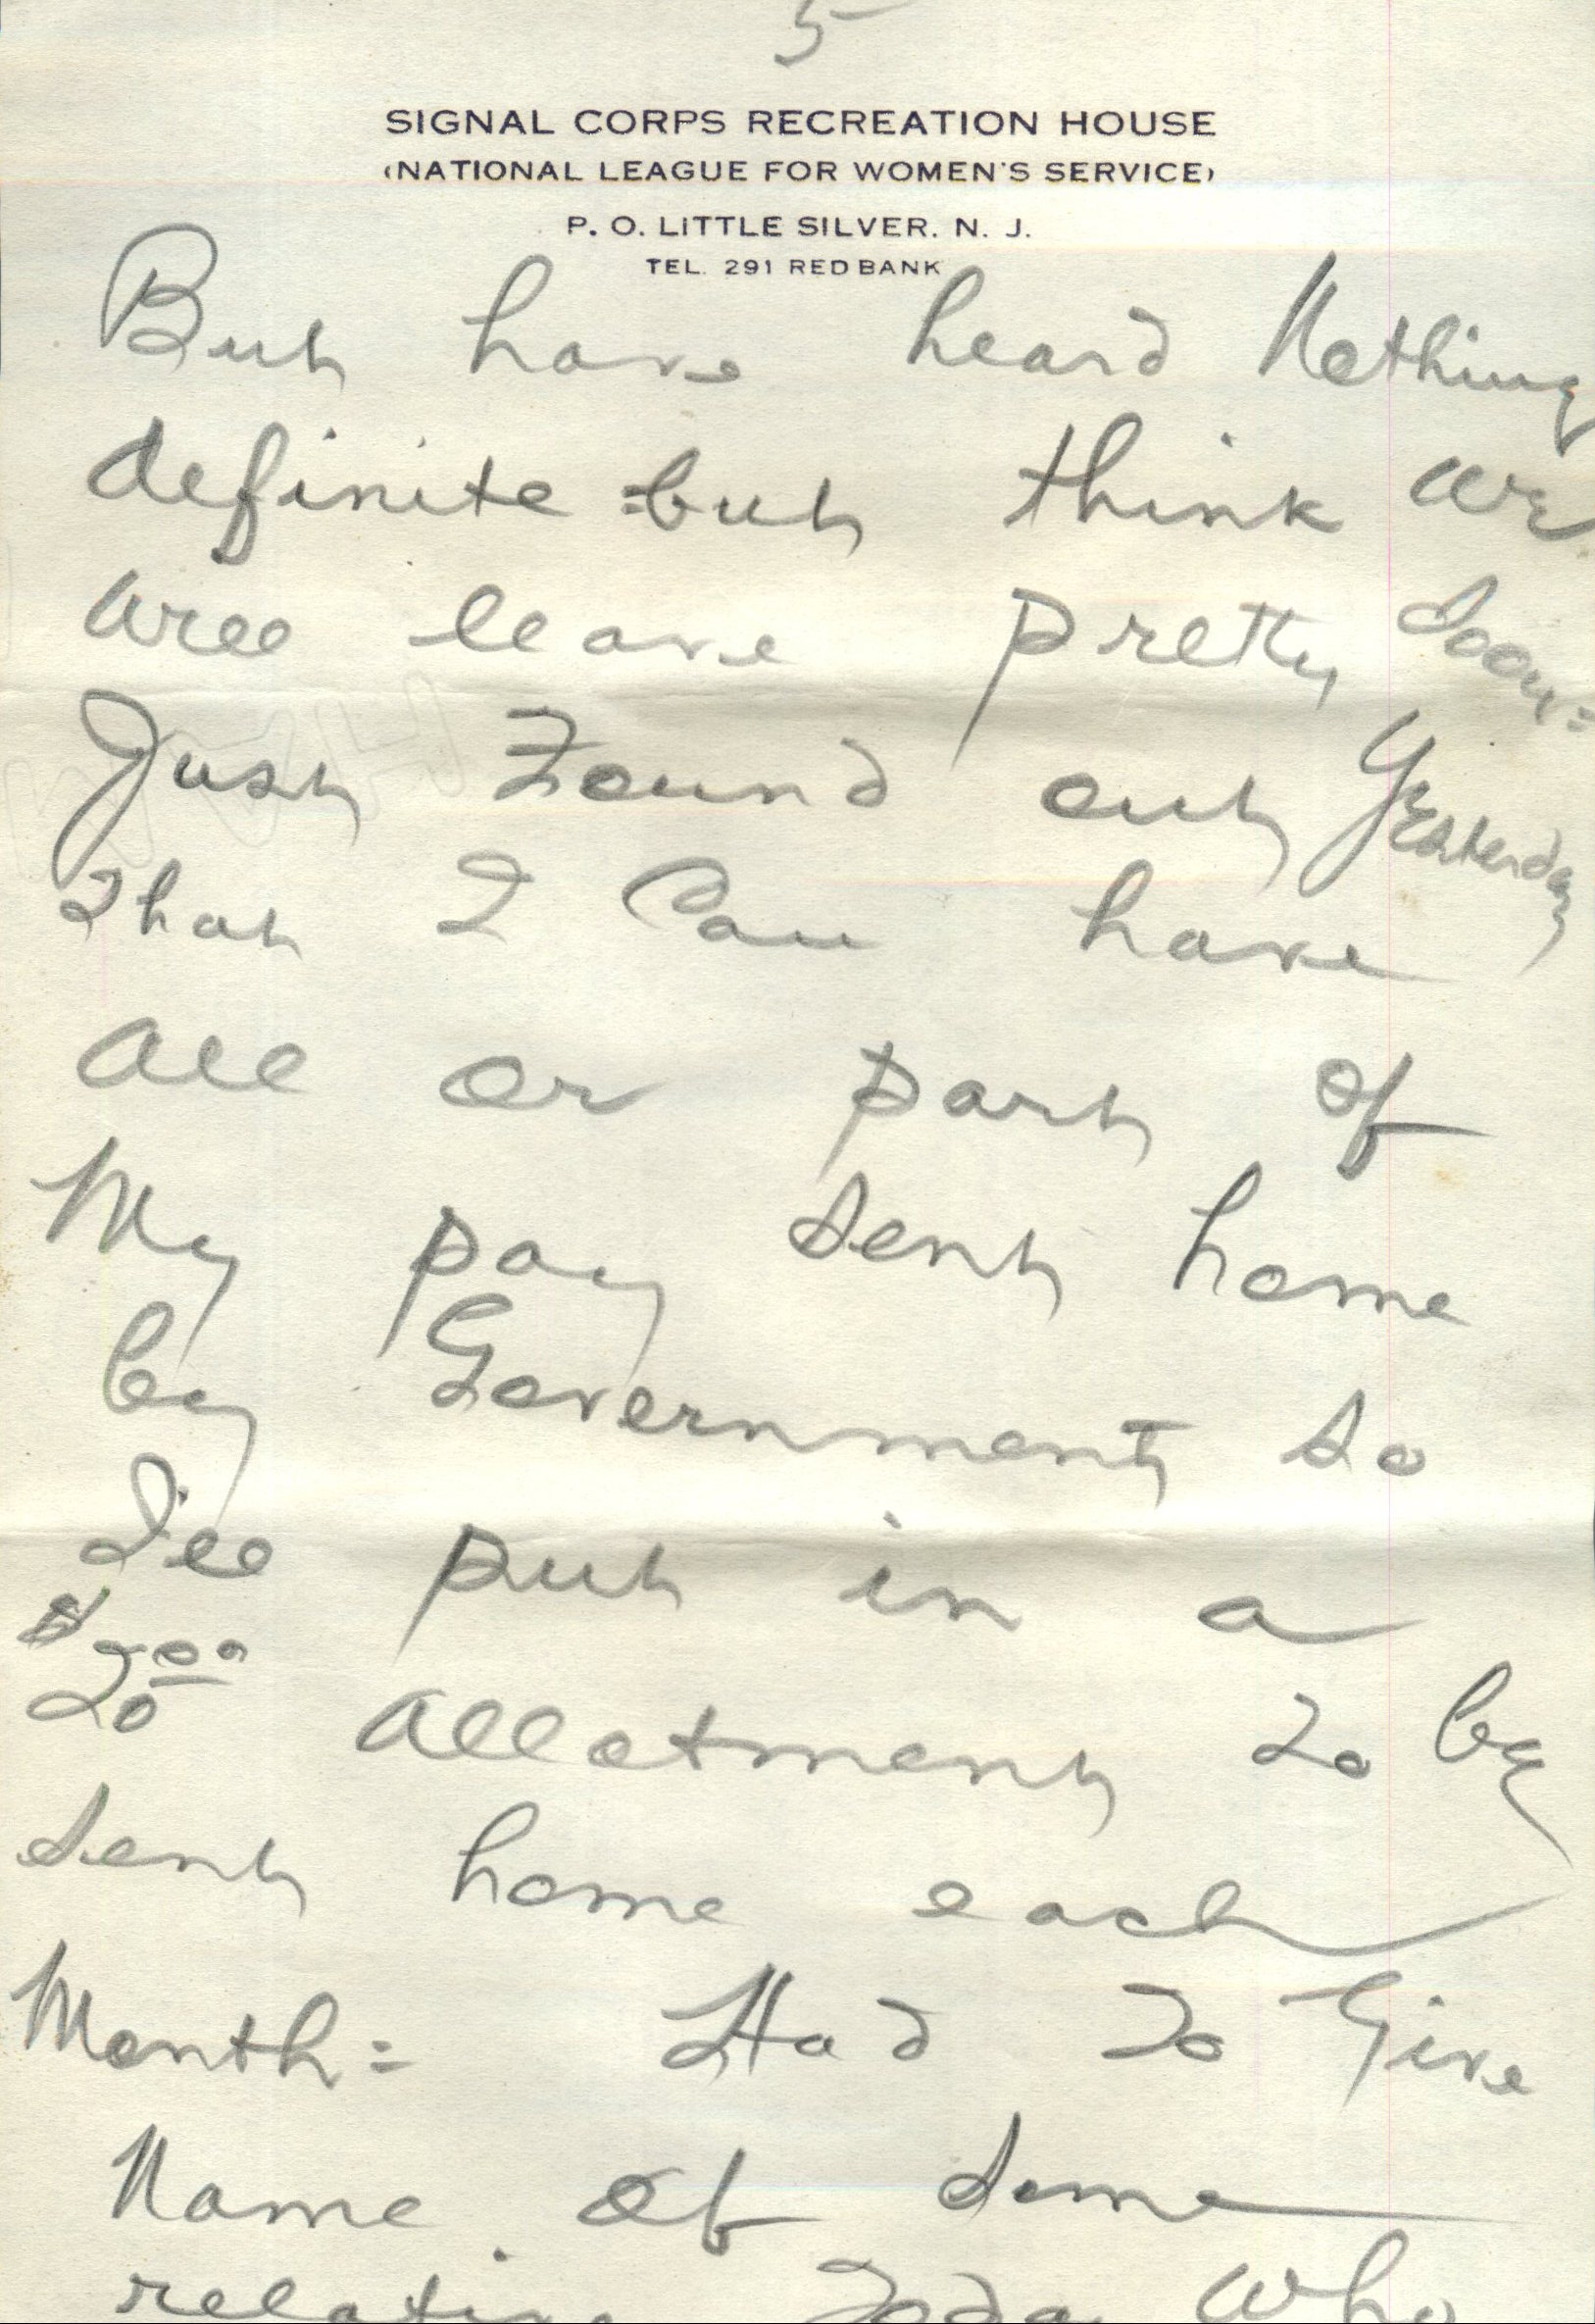 5
SIGNAL CORPS RECREATION HOUSE
(NATIONAL LEAGUE FOR WOMEN'S SERVICE)
P. O. LITTLE SILVER, N. J.
TEL. 291 RED BANK
But have heard Nothing
definite =but think we
will leave pretty soon=
Just Found out Yesterday
That I Can have
all or part of
My pay sent home
by Government so
I'll put in a
$20.00 allotment To be
sent home each
Month= Had To Give
Name of some
relative Today Who